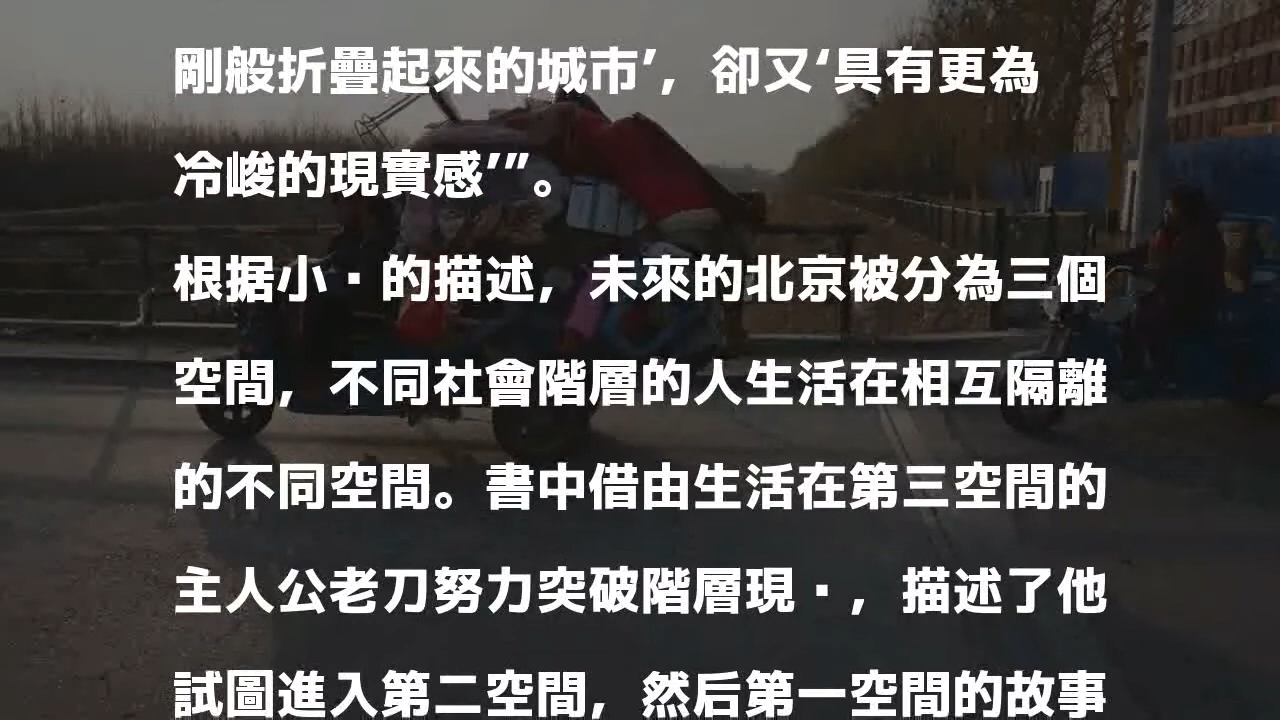 剛般折疊起來的城市’，卻又‘具有更為
冷峻的現實感’”。
根据小▪的描述，未來的北京被分為三個
空間，不同社會階層的人生活在相互隔離
的不同空間。書中借由生活在第三空間的
主人公老刀努力突破階層現▪，描述了他
試圖進入第二空間，然后第一空間的故事